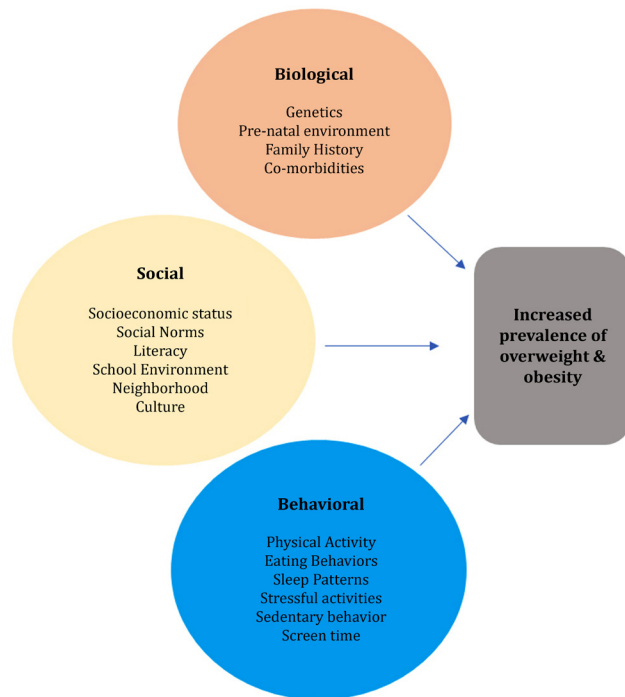 Biological
Genetics
Pre-natal environment
Family History
Co-morbidities
Social
Socioeconomic status
Social Norms
Literacy
School Environment
Neighborhood
Culture
Increased
prevalence of
overweight &
obesity
Behavioral
Physical Activity
Eating Behaviors
Sleep Patterns
Stressful activities
Sedentary behavior
Screen time